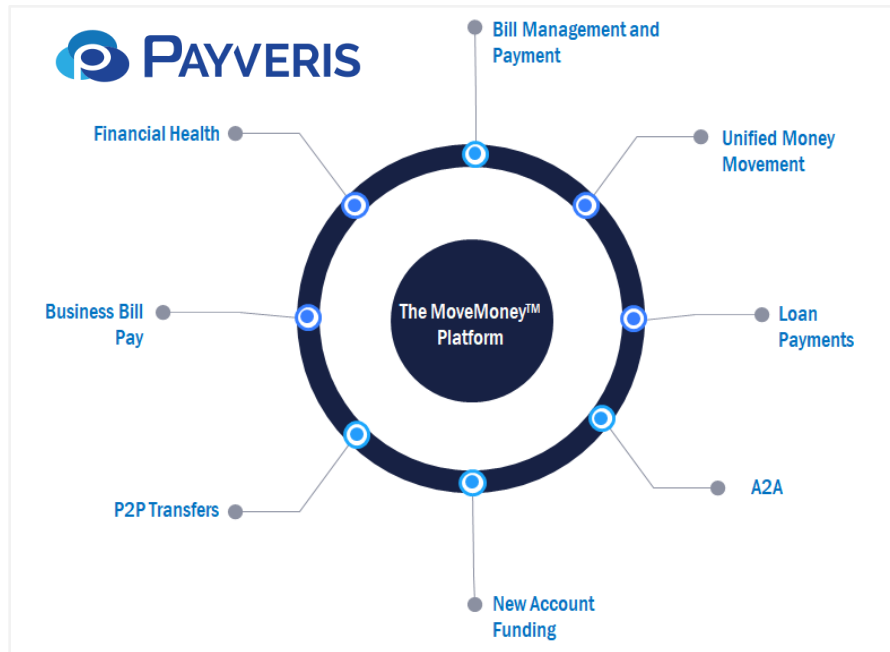 PAYVERIS
Bill Management and
Payment
Financial Health
Unified Money
Movement
Business Bill
Pay
The MoveMoney™
Platform
Loan
Payments
P2P Transfers
A2A
New Account
Funding